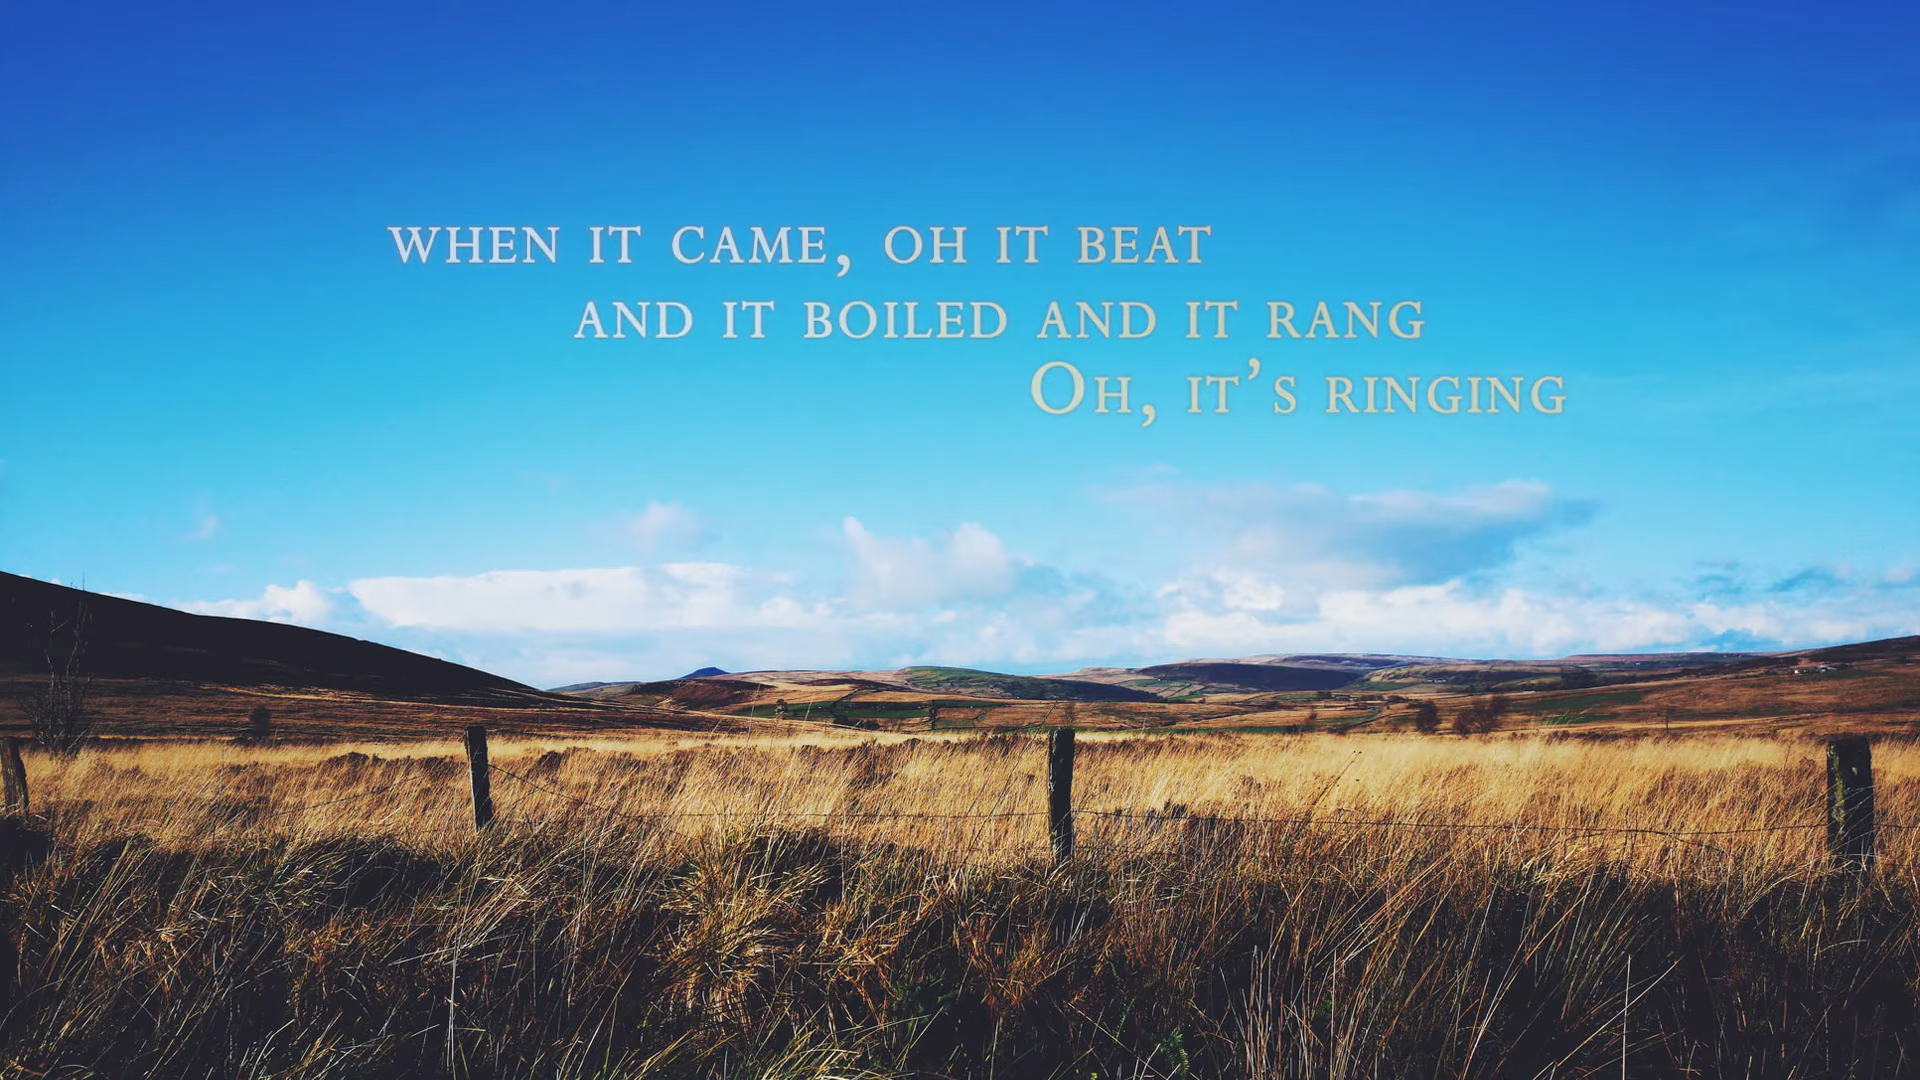 when it came, oh it beat
and it boiled and it rang
Oh, it's ringing